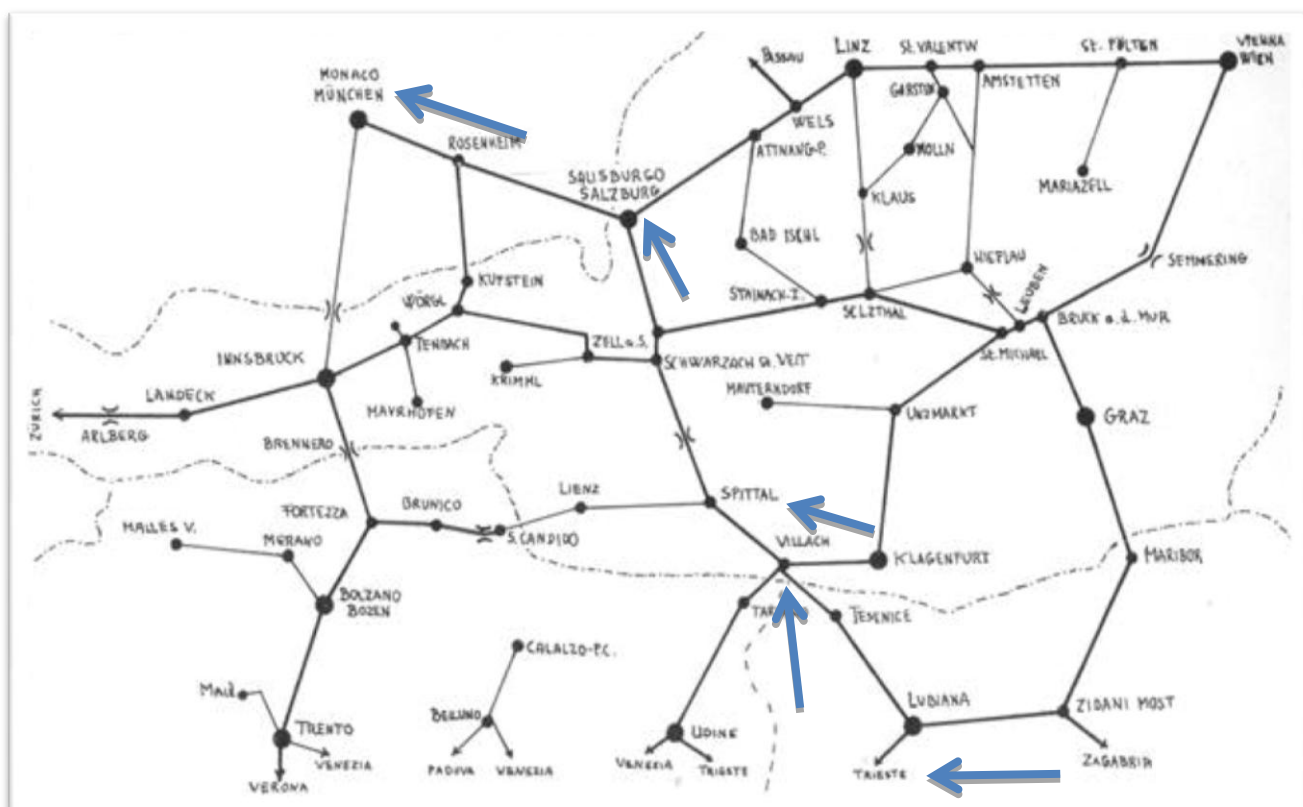 MONACO
MÜNCHEN
ROSENHEIM
SALISBURGO
SALZBURG
PASSAU
WELS
ATTNANG-P.
LINZ
ST. VALENTIN
GARSTEN
AMSTETTEN
ST. PÖLTEN
VIENNA
WIEN
MOLLN
KLAUS
MARIAZELL
BAD ISCHL
HIEFLAU
SEMMERING
KUFSTEIN
WÖRGL
STAINACH-I.
SELZTHAL
LEOBEN
BRUCK a.d. MUR
ST. MICHAEL
INNSBRUCK
JENBACH
ZELL a. S.
SCHWARZACH St. VEIT
KRIMML
MAUTERNDORF
UNZMARKT
LANDECK
MAYRHOFEN
GRAZ
ZÜRICH
ARLBERG
BRENNERO
FORTEZZA
BRUNICO
S. CANDIDO
LIENZ
SPITTAL
VILLACH
KLAGENFURT
MALLES V.
MERANO
MARIBOR
BOLZANO
BOZEN
JESENICE
CALALZO-P.C.
MALÈ
TRENTO
VENEZIA
VERONA
BELLUNO
PADOVA
VENEZIA
UDINE
VENEZIA
TRIESTE
LUBIANA
TRIESTE
ZIDANI MOST
ZAGABRIA